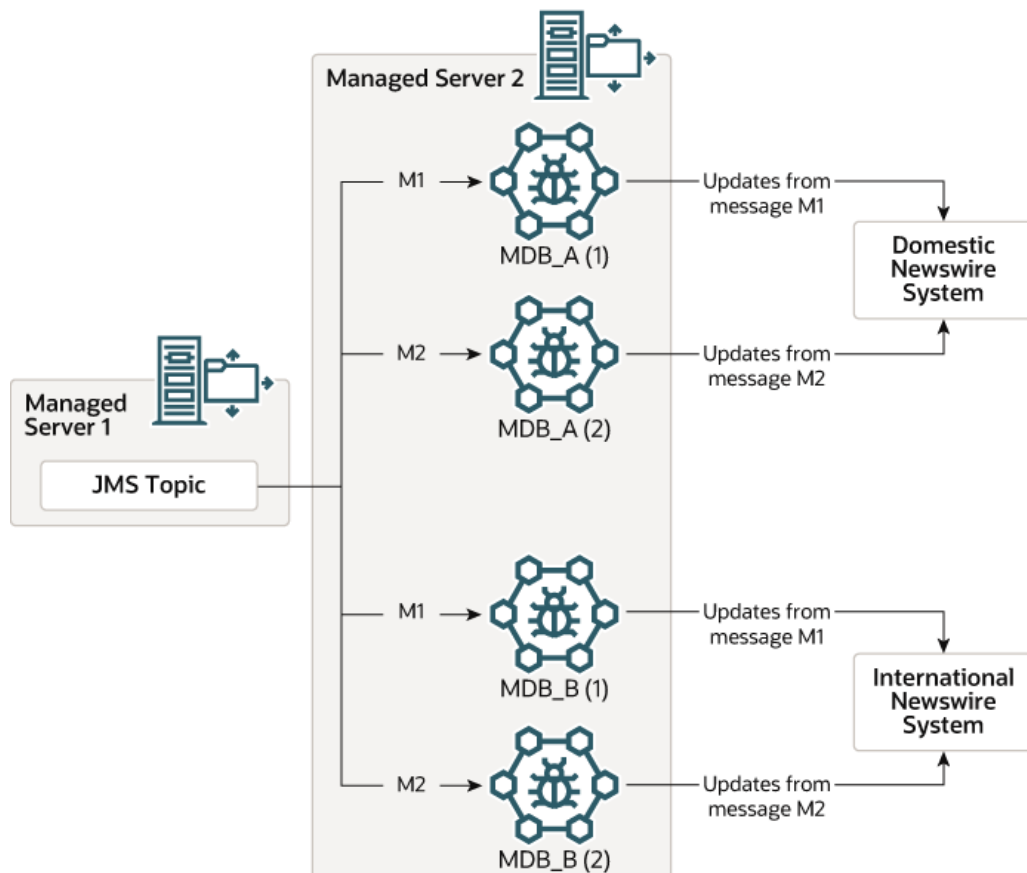 Managed Server 2
M1
MDB_A (1)
Updates from
message M1
Domestic
Newswire
System
M2
MDB_A (2)
Updates from
message M2
Managed
Server 1
JMS Topic
M1
MDB_B (1)
Updates from
message M1
International
Newswire
System
M2
MDB_B (2)
Updates from
message M2